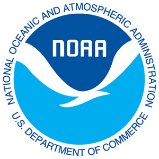 NATIONAL OCEANIC AND ATMOSPHERIC ADMINISTRATION
NOAA
U.S. DEPARTMENT OF COMMERCE